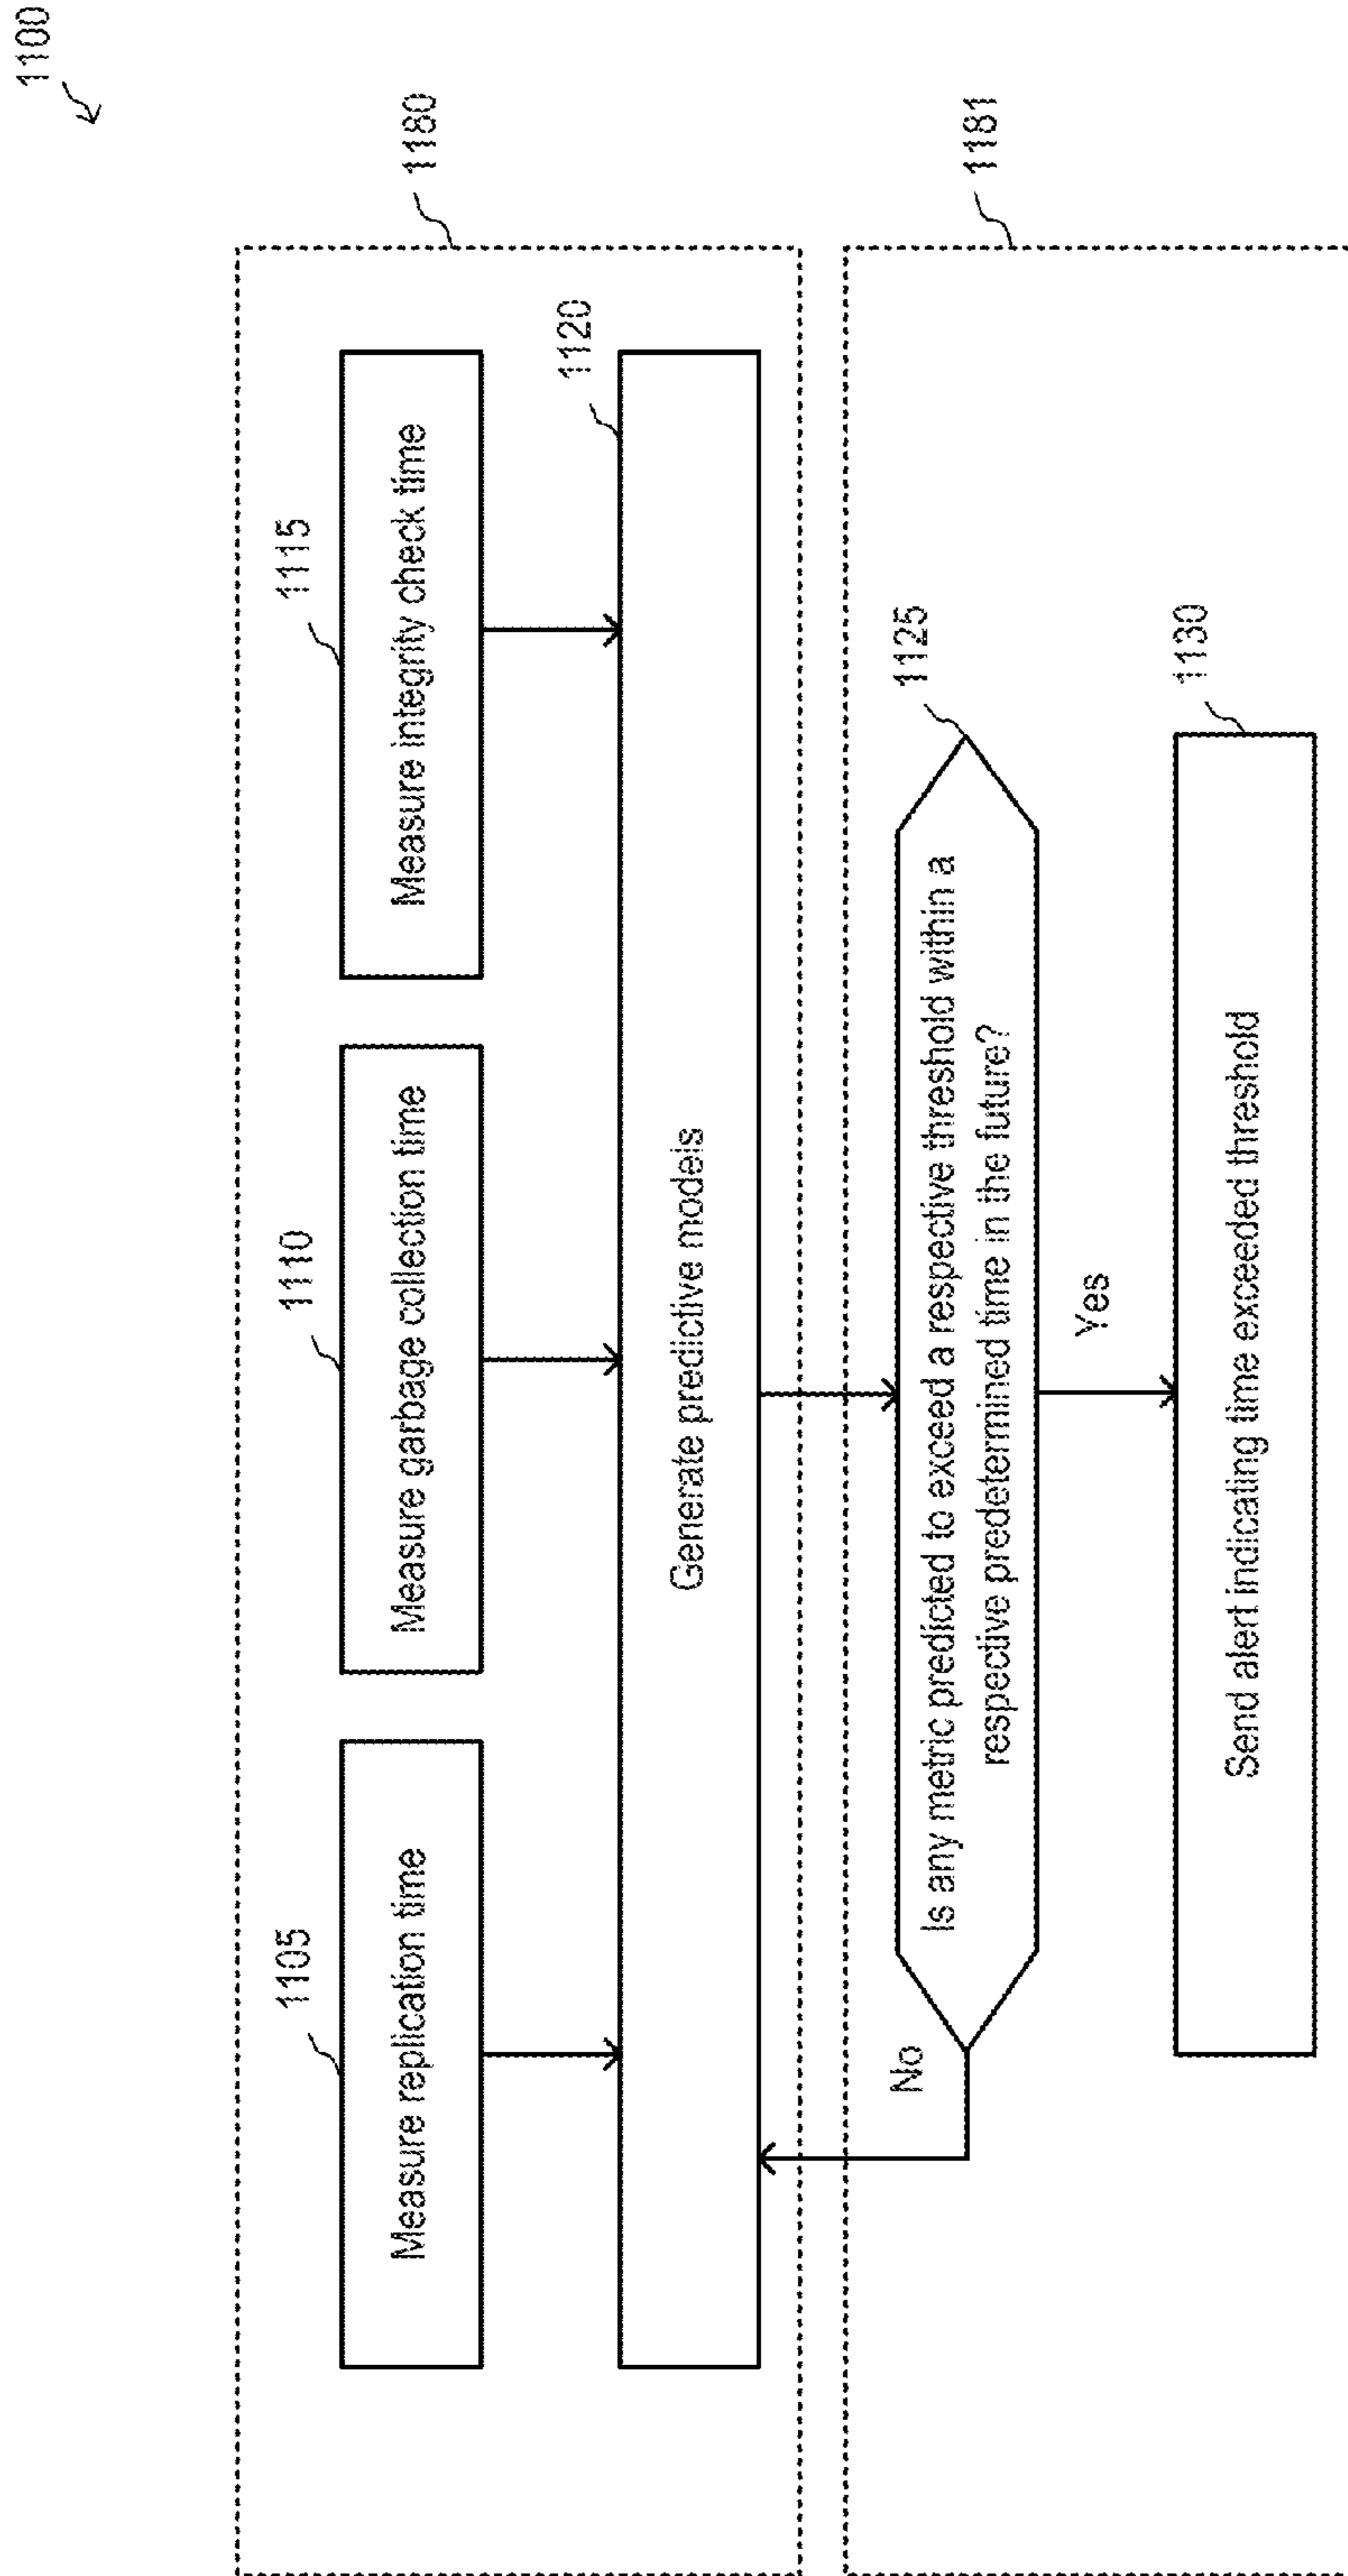 1100
1180
1105
1110
1115
Measure replication time
Measure garbage collection time
Measure integrity check time
1120
Generate predictive models
1181
1125
No
Is any metric predicted to exceed a respective threshold within a
respective predetermined time in the future?
Yes
1130
Send alert indicating time exceeded threshold